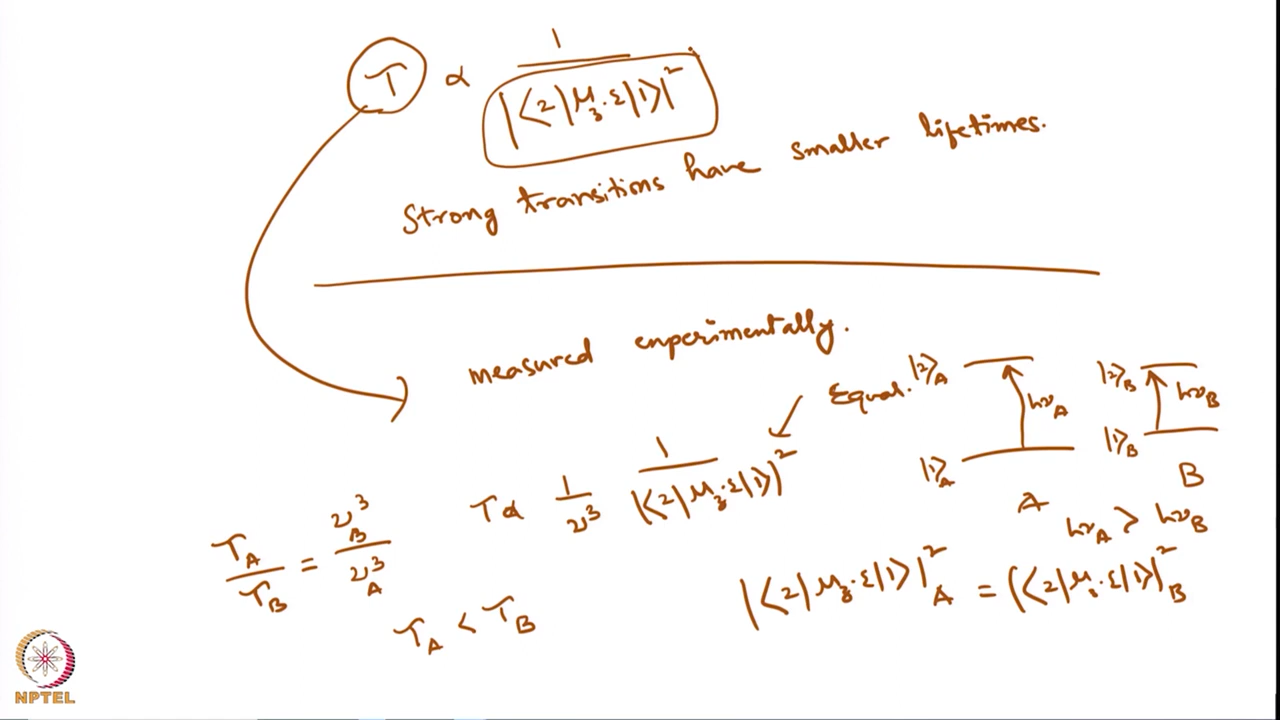 τ ∝ 1 / |⟨2|μ_z·ε|1⟩|²
Strong transitions have smaller lifetimes.
measured experimentally.
τ ∝ 1/ν³ 1 / |⟨2|μ_z·ε|1⟩|²
Equal.
|2⟩_A hν_A |1⟩_A A
|2⟩_B hν_B |1⟩_B B
hν_A > hν_B
|⟨2|μ_z·ε|1⟩|²_A = |⟨2|μ_z·ε|1⟩|²_B
τ_A / τ_B = ν_B³ / ν_A³
τ_A < τ_B
NPTEL